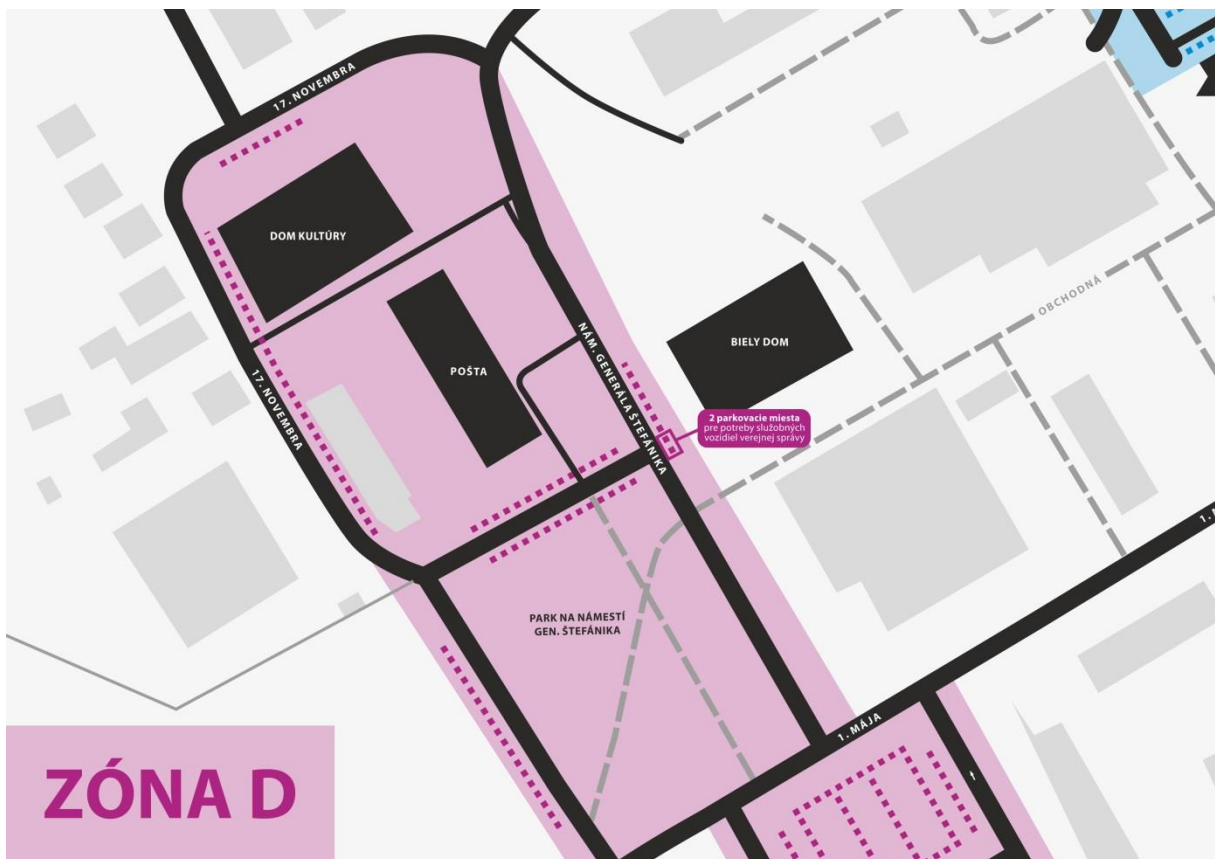 17. NOVEMBRA
DOM KULTÚRY
OBCHODNÁ
NÁM. GENERÁLA ŠTEFÁNIKA
BIELY DOM
POŠTA
17. NOVEMBRA
2 parkovacie miesta
pre potreby služobných
vozidiel verejnej správy
1. M
PARK NA NÁMESTÍ
GEN. ŠTEFÁNIKA
1. MÁJA
ZÓNA D